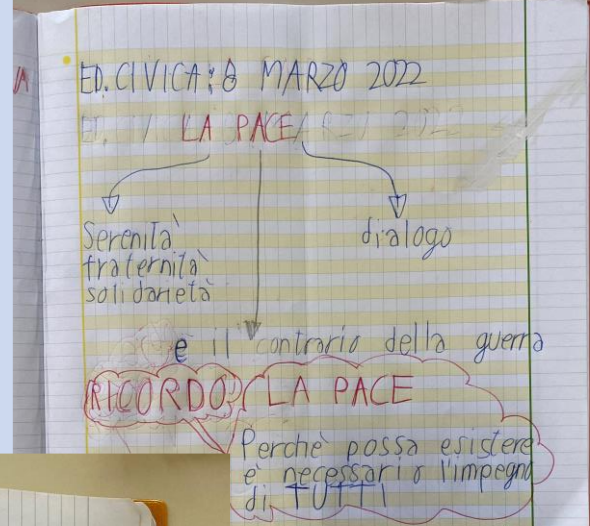 ED. CIVICA: 8 MARZO 2022
LA PACE
Serenità
fraternità
solidarietà
dialogo
è il contrario della guerra
RICORDO: LA PACE
Perchè possa esistere
è necessario l'impegno
di TUTTI